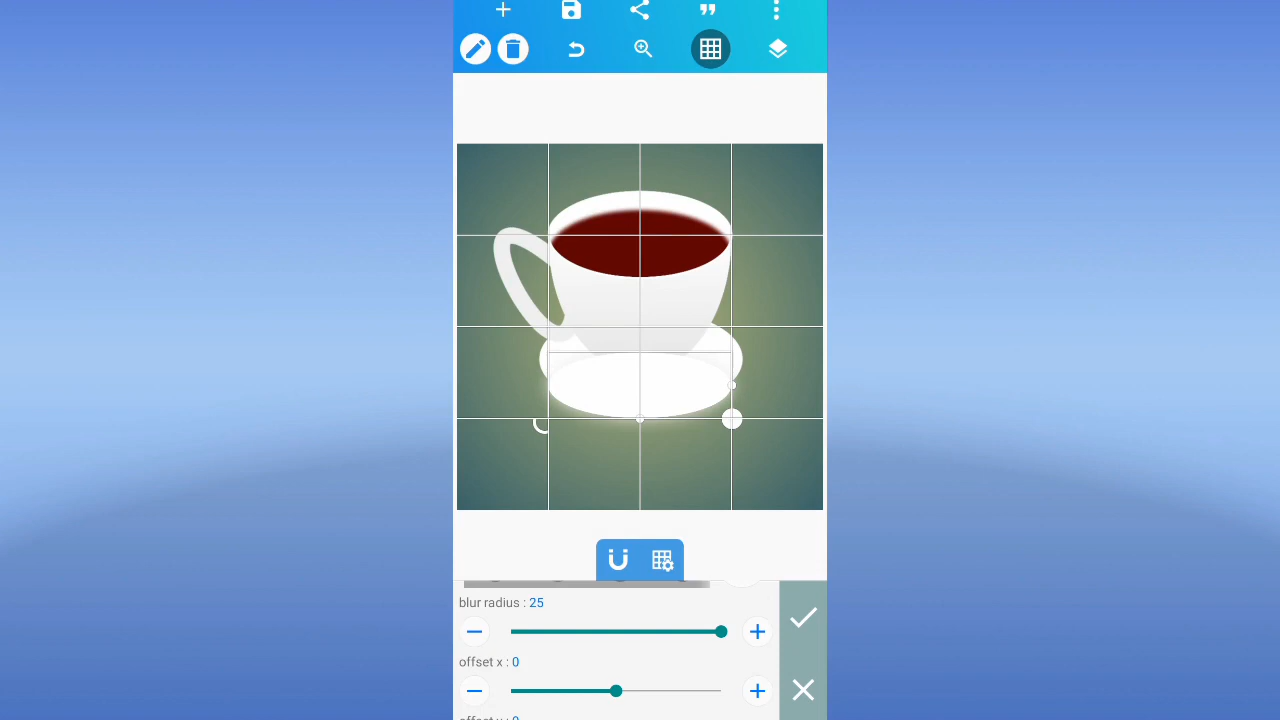 blur radius : 25
offset x : 0